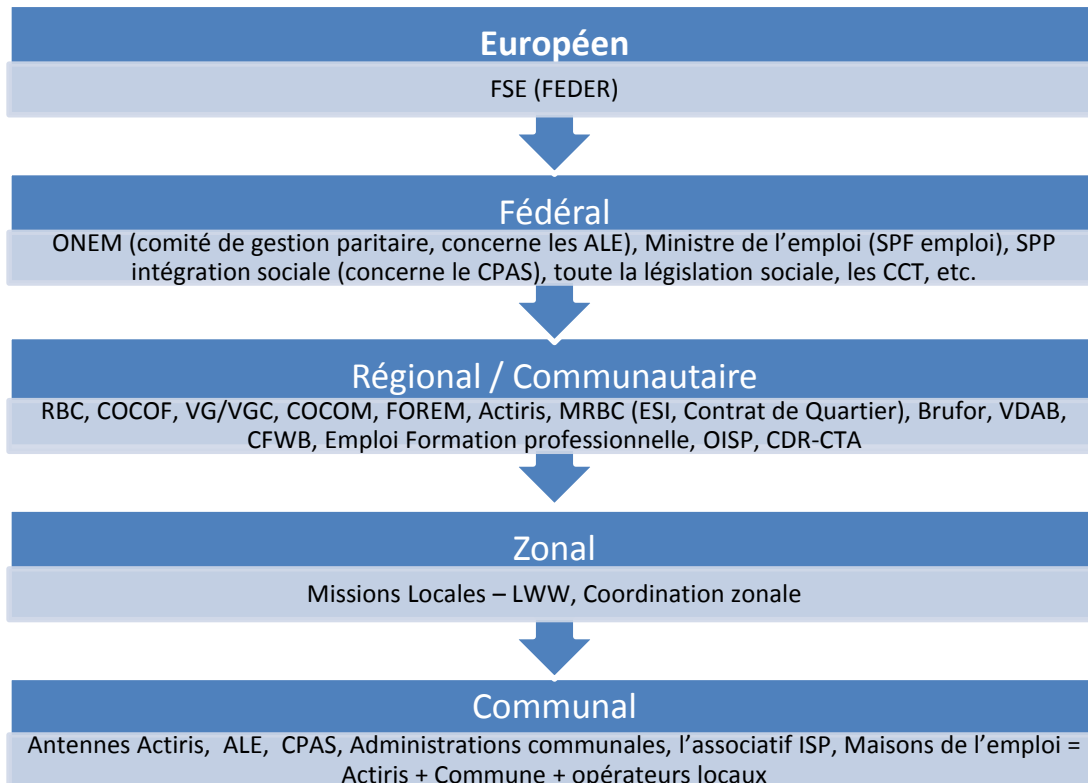 Européen
FSE (FEDER)
Fédéral
ONEM (comité de gestion paritaire, concerne les ALE), Ministre de l’emploi (SPF emploi), SPP
intégration sociale (concerne le CPAS), toute la législation sociale, les CCT, etc.
Régional / Communautaire
RBC, COCOF, VG/VGC, COCOM, FOREM, Actiris, MRBC (ESI, Contrat de Quartier), Brufor, VDAB,
CFWB, Emploi Formation professionnelle, OISP, CDR-CTA
Zonal
Missions Locales – LWW, Coordination zonale
Communal
Antennes Actiris, ALE, CPAS, Administrations communales, l’associatif ISP, Maisons de l’emploi =
Actiris + Commune + opérateurs locaux